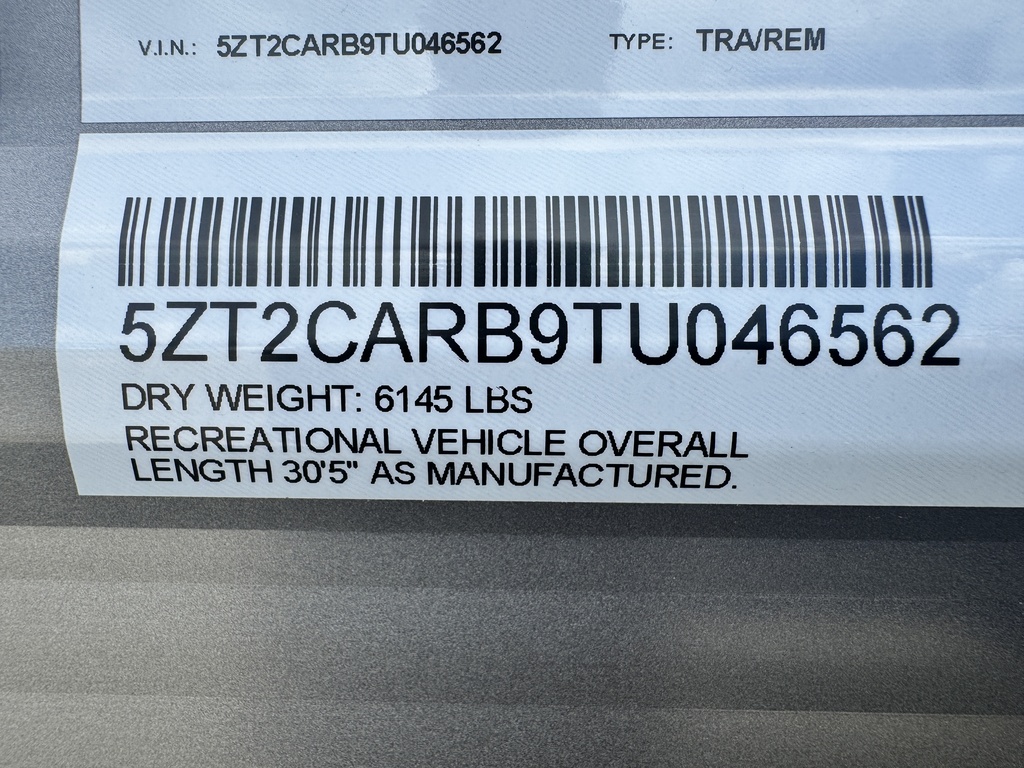 V.I.N.: 5ZT2CARB9TU046562 TYPE: TRA/REM
5ZT2CARB9TU046562
DRY WEIGHT: 6145 LBS
RECREATIONAL VEHICLE OVERALL
LENGTH 30'5" AS MANUFACTURED.